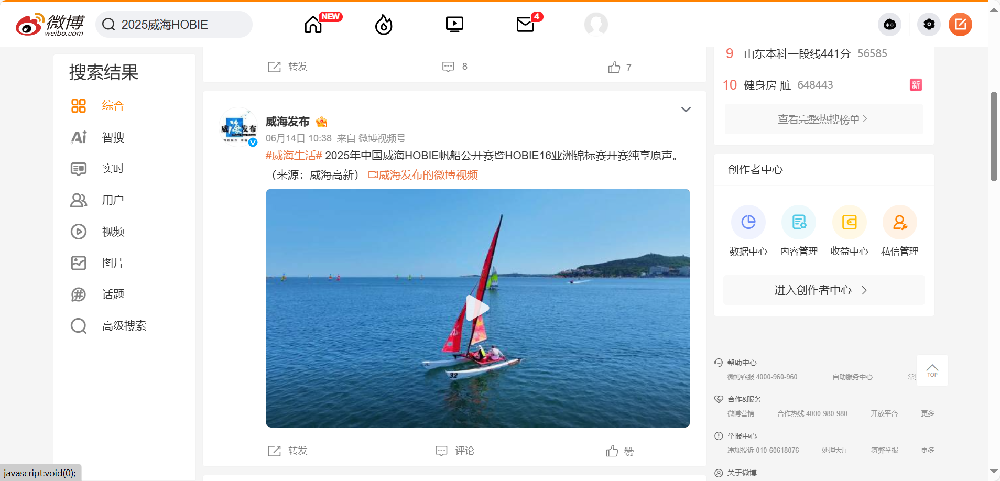 微博
weibo.com
2025威海HOBIE
NEW
4
搜索结果
综合
智搜
实时
用户
视频
图片
话题
高级搜索
转发
8
7
威海发布
威海发布
06月14日 10:38 来自 微博视频号
#威海生活# 2025年中国威海HOBIE帆船公开赛暨HOBIE16亚洲锦标赛开赛纯享原声。
（来源：威海高新） 威海发布的微博视频
32
转发
评论
赞
9 山东本科一段线441分 56585
10 健身房 脏 648443 新
查看完整热搜榜单
创作者中心
数据中心 内容管理 收益中心 私信管理
进入创作者中心
帮助中心
微博客服 4000-960-960 自助服务中心
TOP
合作&服务
微博营销 合作热线 4000-980-980 开放平台 更多
举报中心
违规投诉 010-60618076 处理大厅 舞弊举报 更多
关于微博
javascript:void(0);